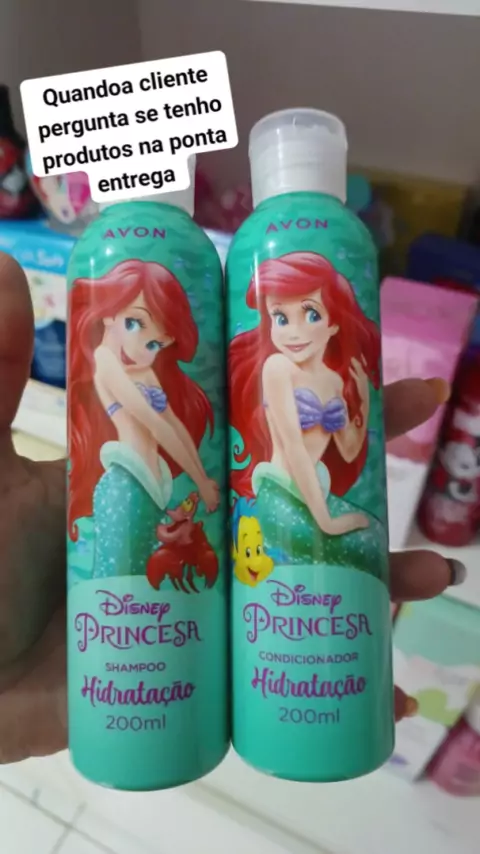 Quandoa cliente
pergunta se tenho
produtos na ponta
entrega
AVON
Disney
PRINCESA
SHAMPOO
Hidratação
200ml
AVON
Disney
PRINCESA
CONDICIONADOR
Hidratação
200ml